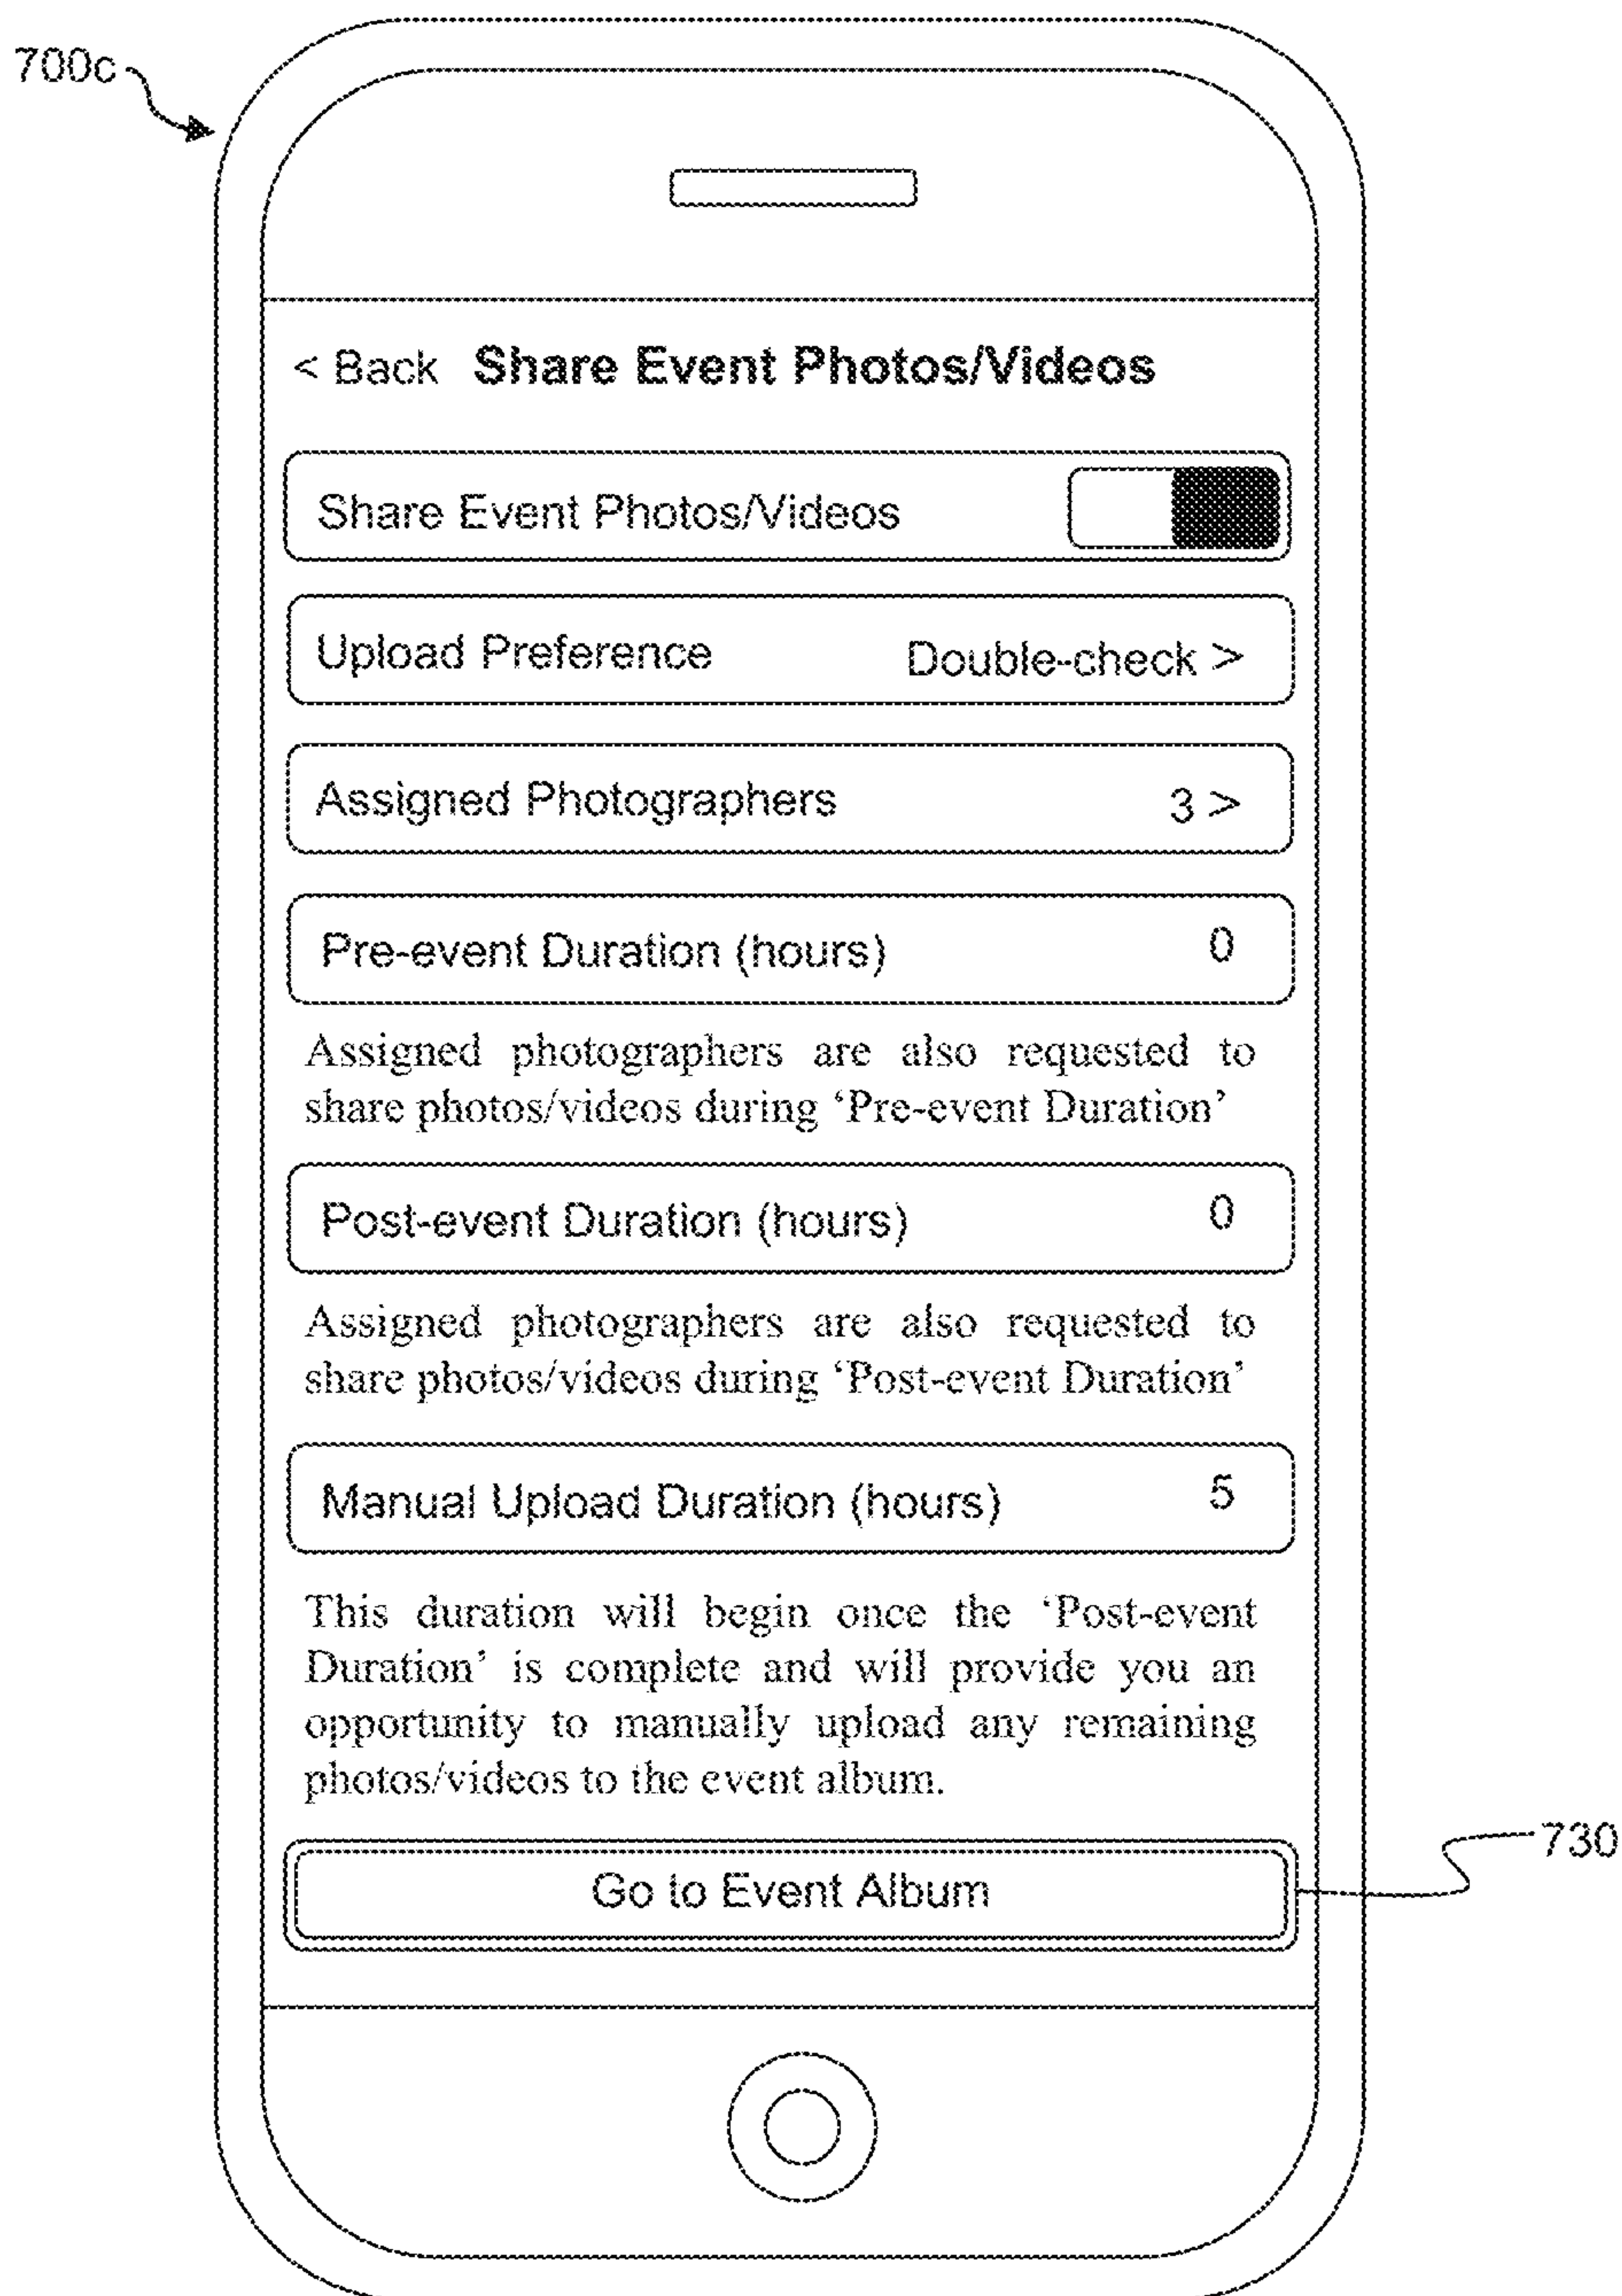 700c
< Back Share Event Photos/Videos
Share Event Photos/Videos
Upload Preference Double-check >
Assigned Photographers 3 >
Pre-event Duration (hours) 0
Assigned photographers are also requested to
share photos/videos during ‘Pre-event Duration’
Post-event Duration (hours) 0
Assigned photographers are also requested to
share photos/videos during ‘Post-event Duration’
Manual Upload Duration (hours) 5
This duration will begin once the ‘Post-event
Duration’ is complete and will provide you an
opportunity to manually upload any remaining
photos/videos to the event album.
Go to Event Album
730